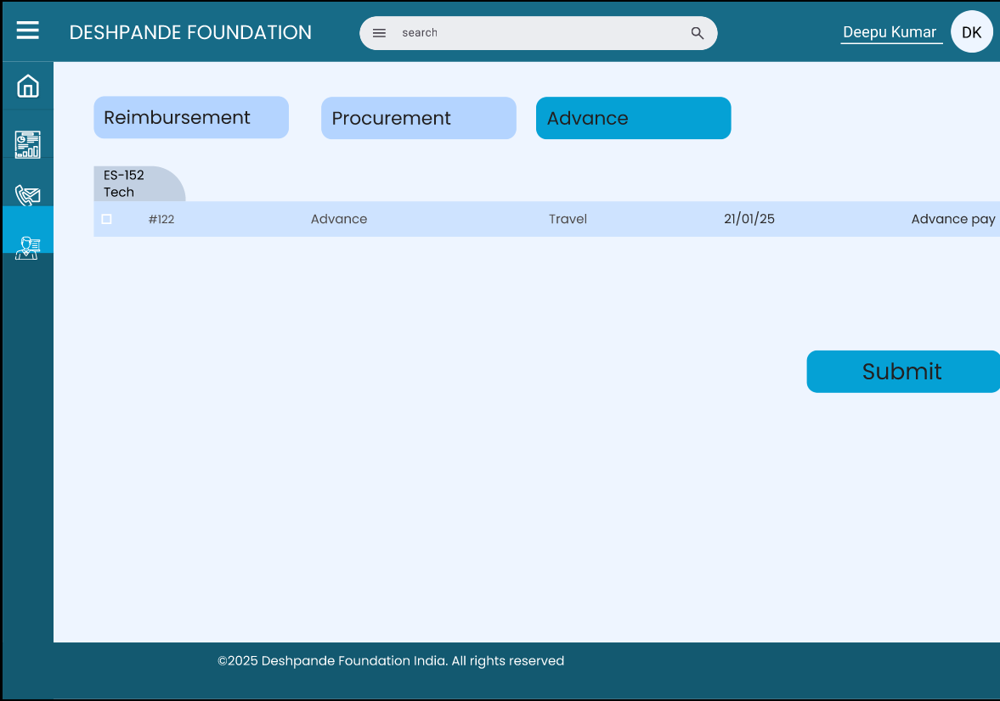 DESHPANDE FOUNDATION
search
Deepu Kumar
DK
Reimbursement
Procurement
Advance
ES-152
Tech
#122 Advance Travel 21/01/25 Advance pay
Submit
©2025 Deshpande Foundation India. All rights reserved